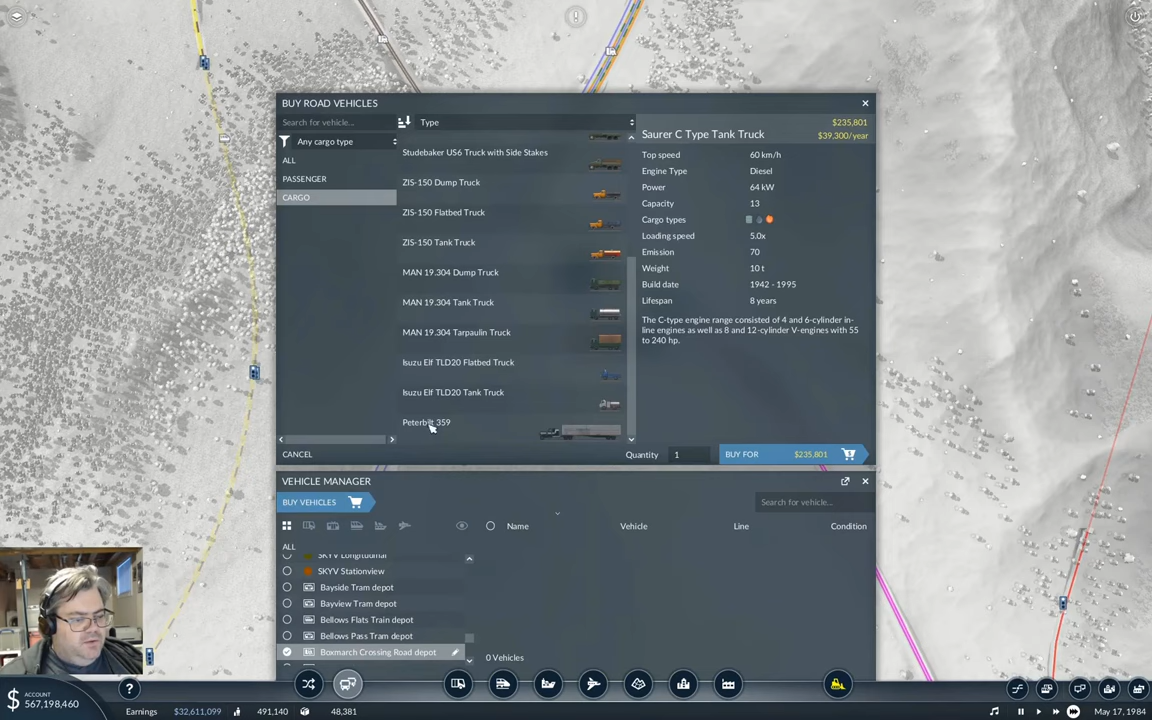 BUY ROAD VEHICLES
Search for vehicle...
Type
Any cargo type
ALL
PASSENGER
CARGO
Studebaker US6 Truck with Side Stakes
ZIS-150 Dump Truck
ZIS-150 Flatbed Truck
ZIS-150 Tank Truck
MAN 19.304 Dump Truck
MAN 19.304 Tank Truck
MAN 19.304 Tarpaulin Truck
Isuzu Elf TLD20 Flatbed Truck
Isuzu Elf TLD20 Tank Truck
Peterbilt 359
$235,801
Saurer C Type Tank Truck
$39,300/year
Top speed 60 km/h
Engine Type Diesel
Power 64 kW
Capacity 13
Cargo types
Loading speed 5.0x
Emission 70
Weight 10 t
Build date 1942 - 1995
Lifespan 8 years
The C-type engine range consisted of 4 and 6-cylinder in-
line engines as well as 8 and 12-cylinder V-engines with 55
to 240 hp.
CANCEL
Quantity 1
BUY FOR $235,801
VEHICLE MANAGER
BUY VEHICLES
Search for vehicle...
Name Vehicle Line Condition
ALL
SKYV Longitudinal
SKYV Stationview
Bayside Tram depot
Bayview Tram depot
Bellows Flats Train depot
Bellows Pass Tram depot
Boxmarch Crossing Road depot
0 Vehicles
$ ACCOUNT
567,198,460
?
Earnings $32,611,099
491,140
48,381
May 17, 1984